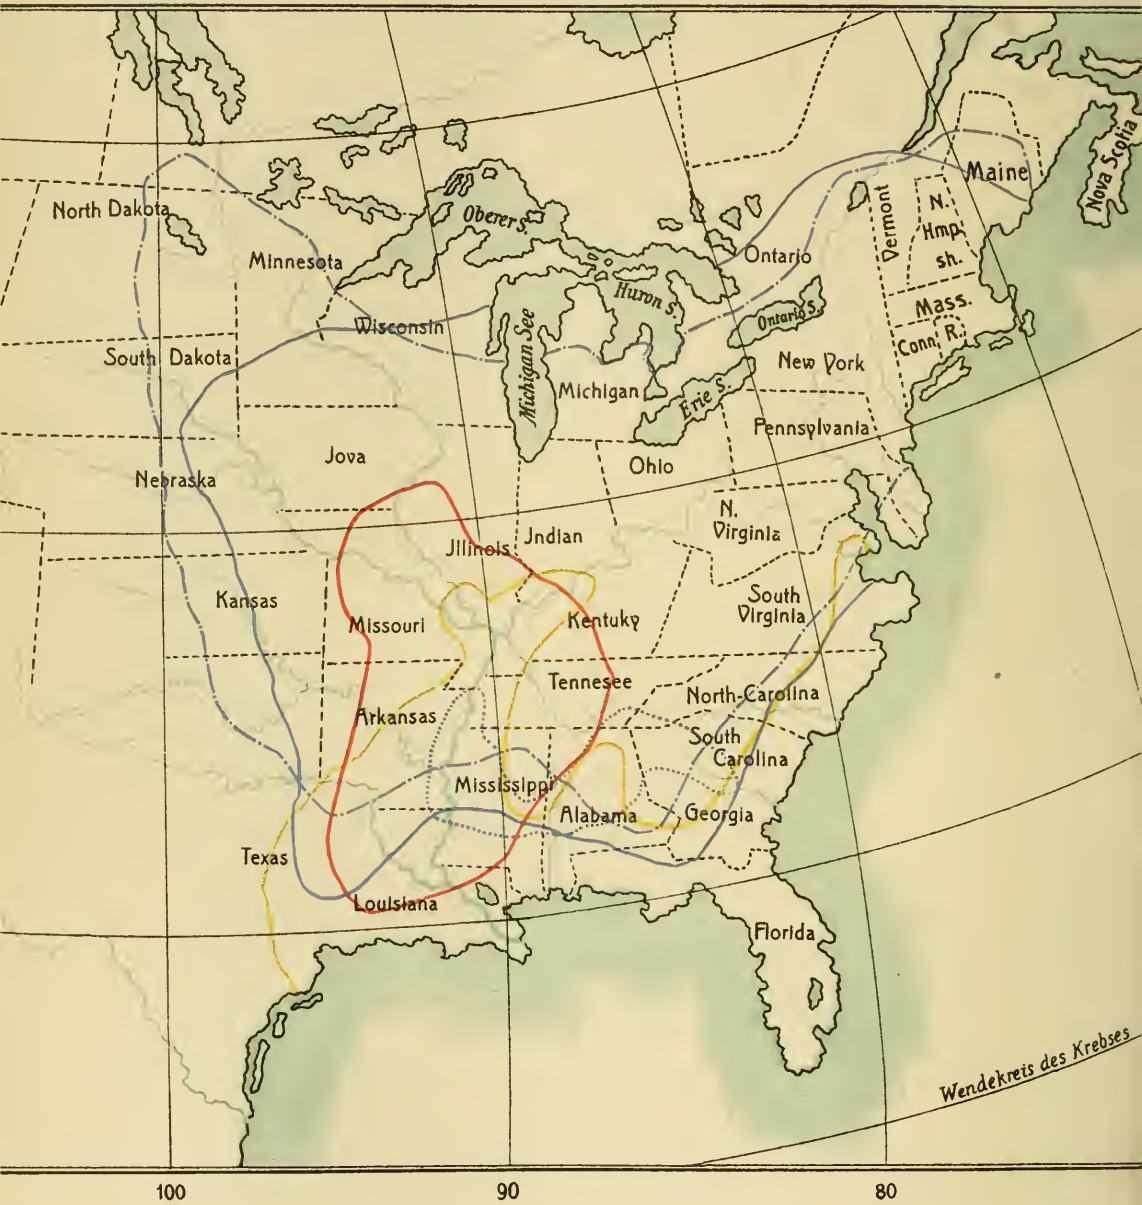 Maine
Nova Scotia
North Dakota
Oberer S.
Vermont
N.
Hmp.
sh.
Minnesota
Ontario
Huron S.
Mass.
Wisconsin
Michigan See
Ontario S.
Conn.
R.
South Dakota
Michigan
Erie S.
New York
Pennsylvania
Jova
Ohio
Nebraska
N.
Virginia
Jllinois
Jndian
Kansas
Missouri
Kentuky
South
Virginia
Tennesee
North-Carolina
Arkansas
South
Carolina
Mississippi
Alabama
Georgia
Texas
Louisiana
Florida
Wendekreis des Krebses
100
90
80